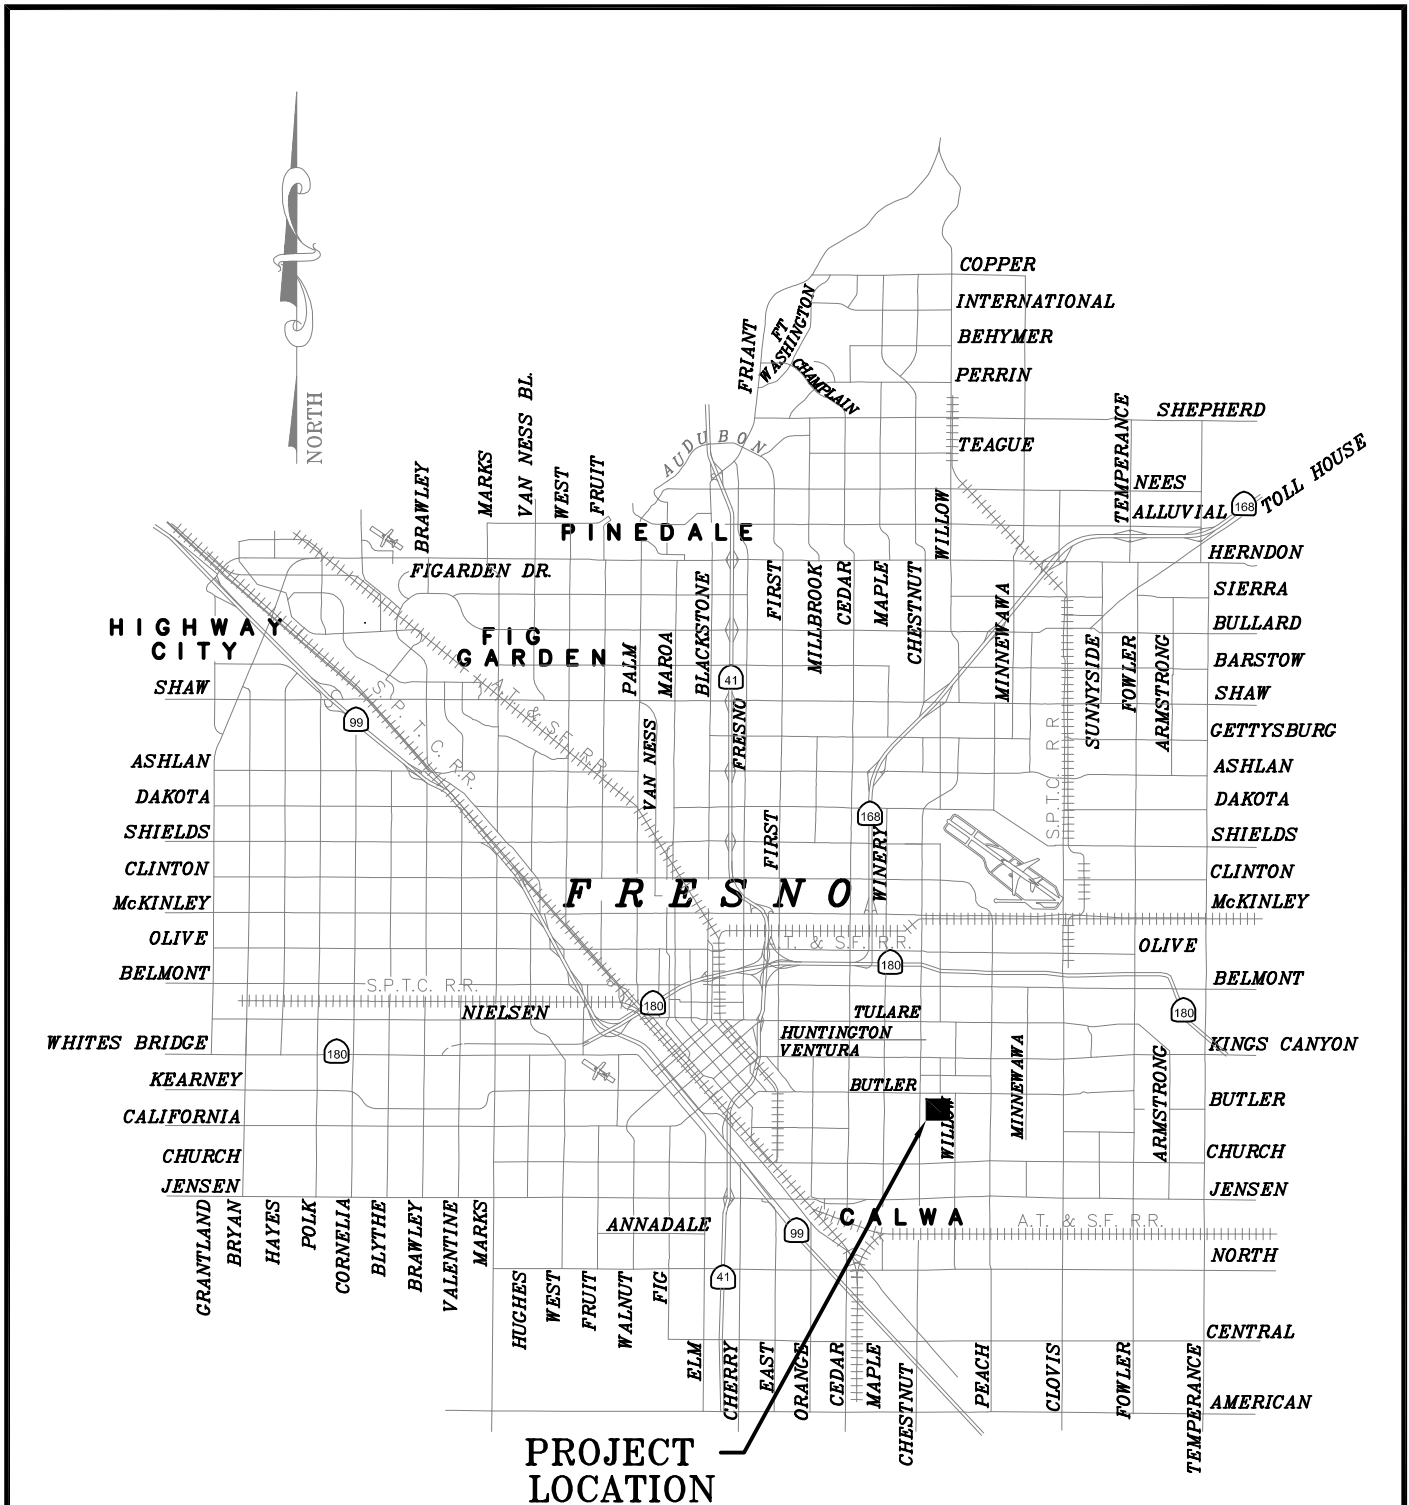 COPPER
INTERNATIONAL
BEHYMER
PERRIN
FRIANT
FT
WASHINGTON
CHAMPLAIN
SHEPHERD
TEMPERANCE
TEAGUE
NORTH
AUDUBON
BRAWLEY
MARKS
VAN NESS BL.
WEST
FRUIT
NEES
ALLUVIAL
168
TOLL HOUSE
WILLOW
PINEDALE
HERNDON
FIGARDEN DR.
SIERRA
BULLARD
BARSTOW
SHAW
GETTYSBURG
ASHLAN
DAKOTA
SHIELDS
CLINTON
McKINLEY
OLIVE
BELMONT
FIRST
MILLBROOK
CEDAR
MAPLE
CHESTNUT
MINNEWAWA
SUNNYSIDE
FOWLER
ARMSTRONG
HIGHWAY
CITY
FIG
GARDEN
PALM
MAROA
BLACKSTONE
41
FRESNO
VAN NESS
SHAW
99
S.P.T.C. R.R.
A.T. & S.F. R.R.
S.P.T.C. R.R.
ASHLAN
DAKOTA
SHIELDS
CLINTON
McKINLEY
OLIVE
BELMONT
FIRST
168
WINERY
FRESNO
A.T. & S.F. R.R.
180
S.P.T.C. R.R.
NIELSEN
180
TULARE
HUNTINGTON
VENTURA
180
KINGS CANYON
WHITES BRIDGE
180
KEARNEY
CALIFORNIA
CHURCH
JENSEN
BUTLER
WILLOW
MINNEWAWA
ARMSTRONG
BUTLER
CHURCH
JENSEN
GRANTLAND
BRYAN
HAYES
POLK
CORNELIA
BLYTHE
BRAWLEY
VALENTINE
MARKS
ANNADALE
99
CALWA
A.T. & S.F. R.R.
NORTH
HUGHES
WEST
FRUIT
WALNUT
FIG
41
CENTRAL
ELM
CHERRY
EAST
ORANGE
CEDAR
MAPLE
CHESTNUT
PEACH
CLOVIS
FOWLER
TEMPERANCE
AMERICAN
PROJECT
LOCATION